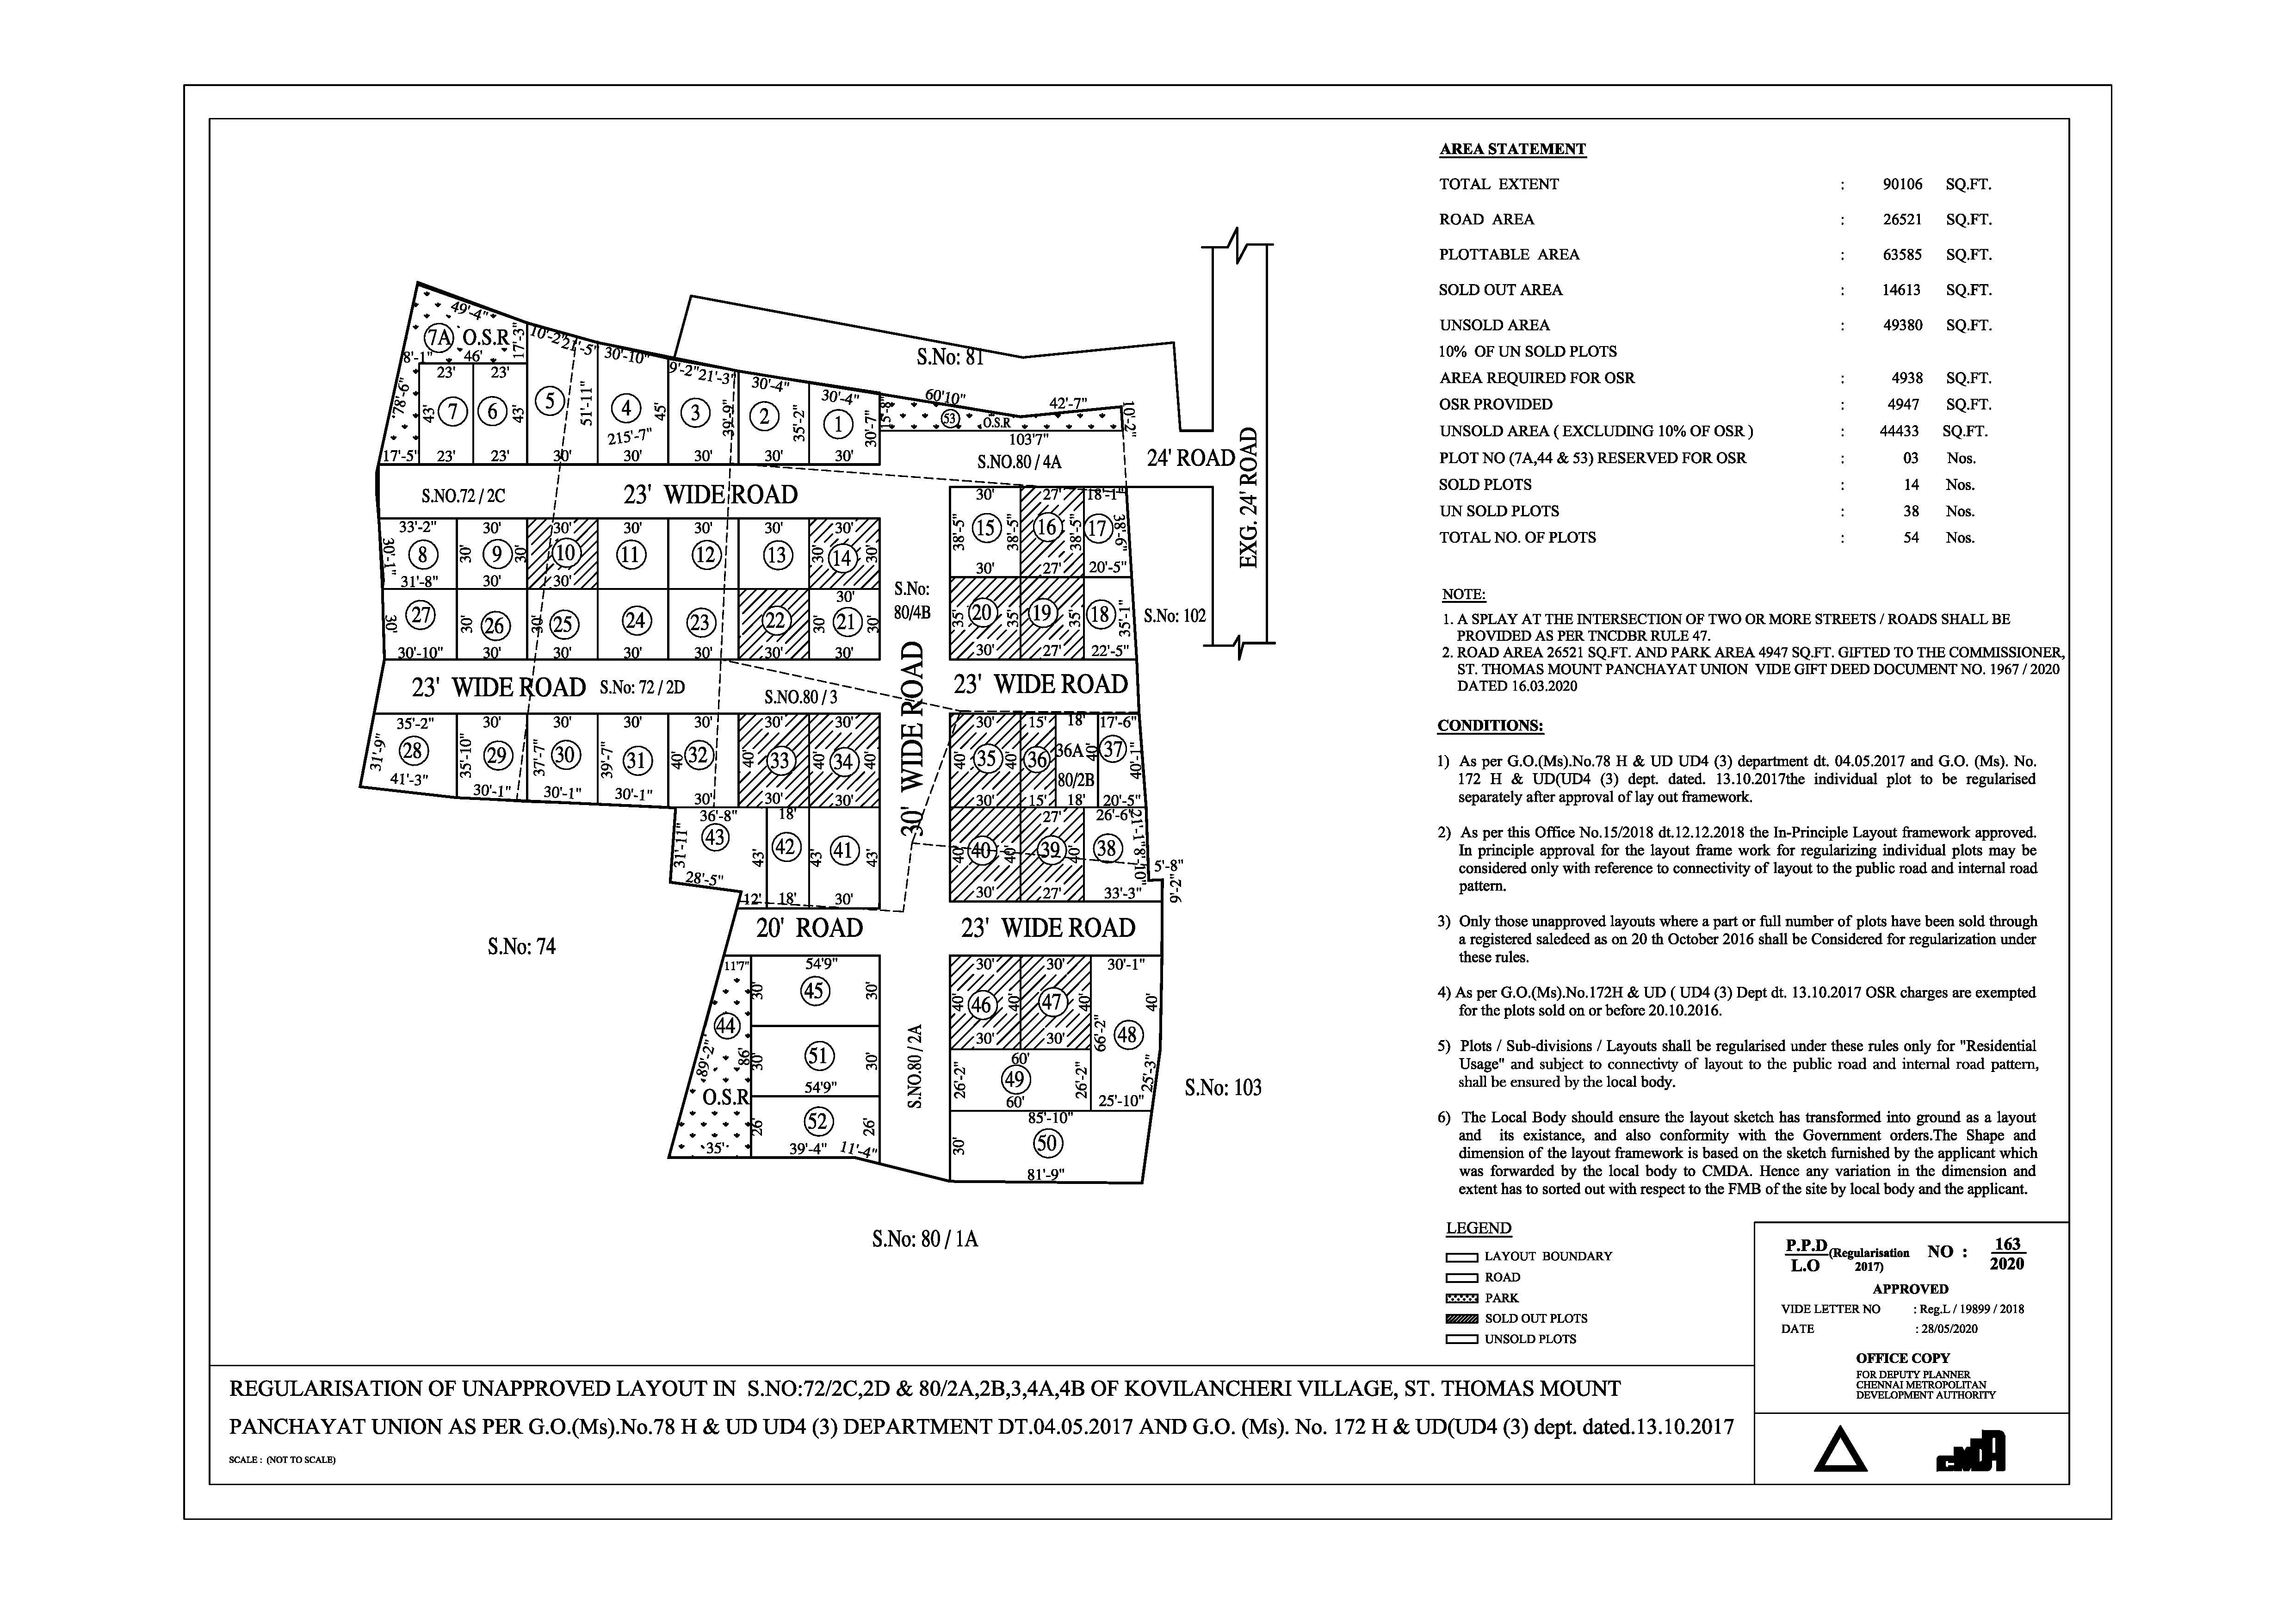 AREA STATEMENT
TOTAL EXTENT : 90106 SQ.FT.
ROAD AREA : 26521 SQ.FT.
PLOTTABLE AREA : 63585 SQ.FT.
SOLD OUT AREA : 14613 SQ.FT.
UNSOLD AREA : 49380 SQ.FT.
10% OF UN SOLD PLOTS
AREA REQUIRED FOR OSR : 4938 SQ.FT.
OSR PROVIDED : 4947 SQ.FT.
UNSOLD AREA ( EXCLUDING 10% OF OSR ) : 44433 SQ.FT.
PLOT NO (7A,44 & 53) RESERVED FOR OSR : 03 Nos.
SOLD PLOTS : 14 Nos.
UN SOLD PLOTS : 38 Nos.
TOTAL NO. OF PLOTS : 54 Nos.
NOTE:
1. A SPLAY AT THE INTERSECTION OF TWO OR MORE STREETS / ROADS SHALL BE
PROVIDED AS PER TNCDBR RULE 47.
2. ROAD AREA 26521 SQ.FT. AND PARK AREA 4947 SQ.FT. GIFTED TO THE COMMISSIONER,
ST. THOMAS MOUNT PANCHAYAT UNION VIDE GIFT DEED DOCUMENT NO. 1967 / 2020
DATED 16.03.2020
CONDITIONS:
1) As per G.O.(Ms).No.78 H & UD UD4 (3) department dt. 04.05.2017 and G.O. (Ms). No.
172 H & UD(UD4 (3) dept. dated. 13.10.2017the individual plot to be regularised
separately after approval of lay out framework.
2) As per this Office No.15/2018 dt.12.12.2018 the In-Principle Layout framework approved.
In principle approval for the layout frame work for regularizing individual plots may be
considered only with reference to connectivity of layout to the public road and internal road
pattern.
3) Only those unapproved layouts where a part or full number of plots have been sold through
a registered saledeed as on 20 th October 2016 shall be Considered for regularization under
these rules.
4) As per G.O.(Ms).No.172H & UD ( UD4 (3) Dept dt. 13.10.2017 OSR charges are exempted
for the plots sold on or before 20.10.2016.
5) Plots / Sub-divisions / Layouts shall be regularised under these rules only for "Residential
Usage" and subject to connectivty of layout to the public road and internal road pattern,
shall be ensured by the local body.
6) The Local Body should ensure the layout sketch has transformed into ground as a layout
and its existance, and also conformity with the Government orders.The Shape and
dimension of the layout framework is based on the sketch furnished by the applicant which
was forwarded by the local body to CMDA. Hence any variation in the dimension and
extent has to sorted out with respect to the FMB of the site by local body and the applicant.
LEGEND
LAYOUT BOUNDARY
ROAD
PARK
SOLD OUT PLOTS
UNSOLD PLOTS
P.P.D (Regularisation NO : 163
L.O 2017) 2020
APPROVED
VIDE LETTER NO : Reg.L / 19899 / 2018
DATE : 28/05/2020
OFFICE COPY
FOR DEPUTY PLANNER
CHENNAI METROPOLITAN
DEVELOPMENT AUTHORITY
CMDA
REGULARISATION OF UNAPPROVED LAYOUT IN S.NO:72/2C,2D & 80/2A,2B,3,4A,4B OF KOVILANCHERI VILLAGE, ST. THOMAS MOUNT
PANCHAYAT UNION AS PER G.O.(Ms).No.78 H & UD UD4 (3) DEPARTMENT DT.04.05.2017 AND G.O. (Ms). No. 172 H & UD(UD4 (3) dept. dated.13.10.2017
SCALE : (NOT TO SCALE)
49'-4"
7A O.S.R 17'-3" 10'-2" 21'-5" 30'-10"
8'-1" 46' 9'-2" 21'-3" 30'-4" 30'-4"
S.No: 81
23' 23'
78'-6" 43' 7 6 43' 5 51'-11" 4 45' 3 39'-9" 2 35'-2" 1 30'-7"
215'-7"
17'-5" 23' 23' 30' 30' 30' 30' 30'
15'-8" 60'10" 42'-7" 10'-2"
53 O.S.R
103'7"
S.NO.80 / 4A
24' ROAD
EXG. 24' ROAD
S.NO.72 / 2C 23' WIDE ROAD
33'-2" 30' 30' 30' 30' 30' 30'
30'-1" 8 30' 9 30' 10 11 12 13 30' 14 30'
31'-8" 30' 30'
30'
30' 27 30' 26 30' 25 24 23 22 30' 21 30'
30'-10" 30' 30' 30' 30' 30' 30'
S.No:
80/4B
30' 27' 18'-1"
38'-5" 15 38'-5" 16 38'-5" 17 38'-6"
30' 27' 20'-5"
35' 20 35' 19 35' 18 35'-1"
30' 27' 22'-5"
S.No: 102
23' WIDE ROAD S.No: 72 / 2D S.NO.80 / 3
30' WIDE ROAD
23' WIDE ROAD
35'-2" 30' 30' 30' 30' 30' 30'
31'-9" 28 35'-10" 29 37'-7" 30 39'-7" 31 40' 32 40' 33 40' 34 40'
41'-3" 30'-1" 30'-1" 30'-1" 30' 30' 30'
30' 15' 18' 17'-6"
40' 35 40' 36 36A 40' 37 40'-1"
80/2B
30' 15' 18' 20'-5"
36'-8" 18'
31'-11" 43 43' 42 43' 41 43'
28'-5"
12' 18' 30'
27' 26'-6" 21'-1"
40' 40 40' 39 40' 38 8'-10"
30' 27' 33'-3"
5'-8"
9'-2"
20' ROAD
23' WIDE ROAD
S.No: 74
11'7" 54'9"
30' 45 30'
44
89'-2" 86' 30' 51 30'
54'9"
O.S.R
26' 52 26'
35' 39'-4" 11'-4"
S.NO.80 / 2A
30' 30' 30'-1"
40' 46 40' 47 40' 40'
30' 30' 66'-2" 48
60'
26'-2" 49 26'-2" 25'-3"
60' 25'-10"
85'-10"
30' 50
81'-9"
S.No: 103
S.No: 80 / 1A